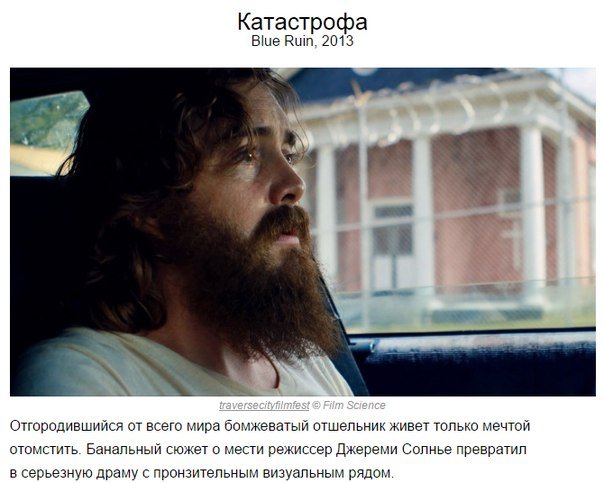 Катастрофа
Blue Ruin, 2013
traversecityfilmfest © Film Science
Отгородившийся от всего мира бомжеватый отшельник живет только мечтой
отомстить. Банальный сюжет о мести режиссер Джереми Солнье превратил
в серьезную драму с пронзительным визуальным рядом.